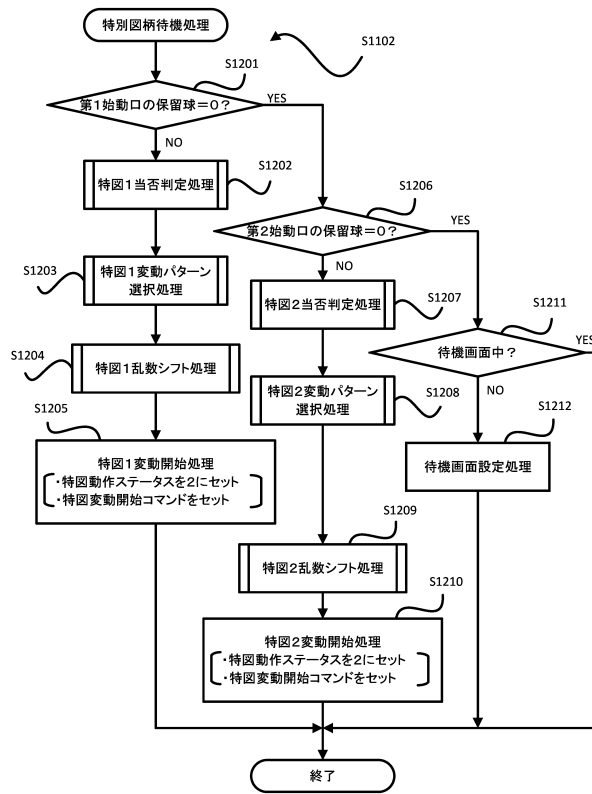 特別図柄待機処理
S1102
S1201
第1始動口の保留球=0?
YES
NO
S1202
特図1当否判定処理
S1203
特図1変動パターン
選択処理
S1204
特図1乱数シフト処理
S1205
特図1変動開始処理
・特図動作ステータスを2にセット
・特図変動開始コマンドをセット
S1206
第2始動口の保留球=0?
YES
NO
S1207
特図2当否判定処理
S1208
特図2変動パターン
選択処理
S1209
特図2乱数シフト処理
S1210
特図2変動開始処理
・特図動作ステータスを2にセット
・特図変動開始コマンドをセット
S1211
待機画面中?
YES
NO
S1212
待機画面設定処理
終了